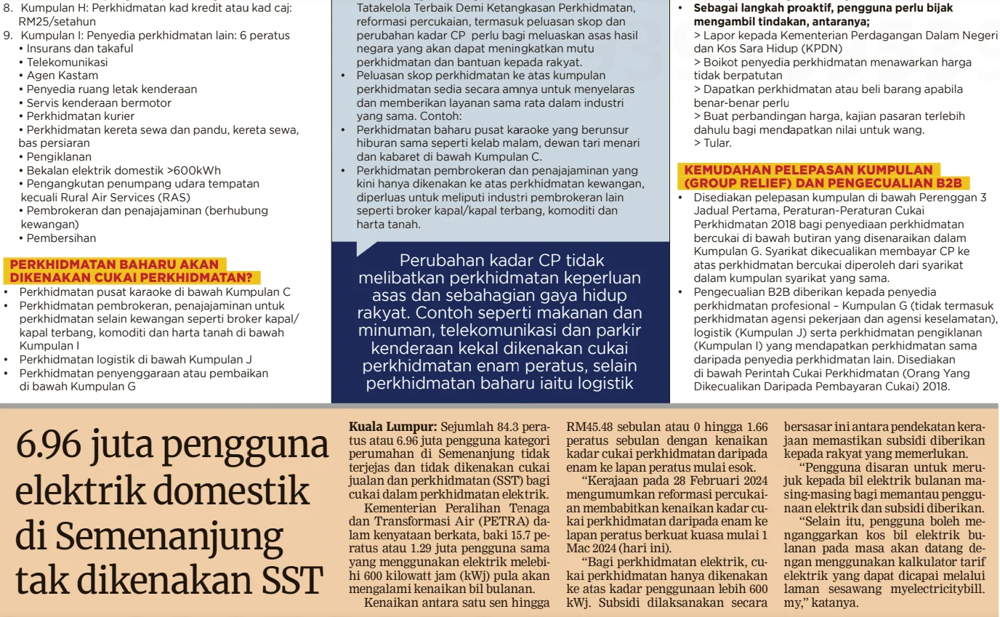 8. Kumpulan H: Perkhidmatan kad kredit atau kad caj:
RM25/setahun
9. Kumpulan I: Penyedia perkhidmatan lain: 6 peratus
• Insurans dan takaful
• Telekomunikasi
• Agen Kastam
• Penyedia ruang letak kenderaan
• Servis kenderaan bermotor
• Perkhidmatan kurier
• Perkhidmatan kereta sewa dan pandu, kereta sewa,
bas persiaran
• Pengiklanan
• Bekalan elektrik domestik >600kWh
• Pengangkutan penumpang udara tempatan
kecuali Rural Air Services (RAS)
• Pembrokeran dan penajajaminan (berhubung
kewangan)
• Pembersihan
PERKHIDMATAN BAHARU AKAN
DIKENAKAN CUKAI PERKHIDMATAN?
• Perkhidmatan pusat karaoke di bawah Kumpulan C
• Perkhidmatan pembrokeran, penajajaminan untuk
perkhidmatan selain kewangan seperti broker kapal/
kapal terbang, komoditi dan harta tanah di bawah
Kumpulan I
• Perkhidmatan logistik di bawah Kumpulan J
• Perkhidmatan penyenggaraan atau pembaikan
di bawah Kumpulan G
Tatakelola Terbaik Demi Ketangkasan Perkhidmatan,
reformasi percukaian, termasuk peluasan skop dan
perubahan kadar CP perlu bagi meluaskan asas hasil
negara yang akan dapat meningkatkan mutu
perkhidmatan dan bantuan kepada rakyat.
• Peluasan skop perkhidmatan ke atas kumpulan
perkhidmatan sedia secara amnya untuk menyelaras
dan memberikan layanan sama rata dalam industri
yang sama. Contoh:
• Perkhidmatan baharu pusat karaoke yang berunsur
hiburan sama seperti kelab malam, dewan tari menari
dan kabaret di bawah Kumpulan C.
• Perkhidmatan pembrokeran dan penajajaminan yang
kini hanya dikenakan ke atas perkhidmatan kewangan,
diperluas untuk meliputi industri pembrokeran lain
seperti broker kapal/kapal terbang, komoditi dan
harta tanah.
Perubahan kadar CP tidak
melibatkan perkhidmatan keperluan
asas dan sebahagian gaya hidup
rakyat. Contoh seperti makanan dan
minuman, telekomunikasi dan parkir
kenderaan kekal dikenakan cukai
perkhidmatan enam peratus, selain
perkhidmatan baharu iaitu logistik
• Sebagai langkah proaktif, pengguna perlu bijak
mengambil tindakan, antaranya;
> Lapor kepada Kementerian Perdagangan Dalam Negeri
dan Kos Sara Hidup (KPDN)
> Boikot penyedia perkhidmatan menawarkan harga
tidak berpatutan
> Dapatkan perkhidmatan atau beli barang apabila
benar-benar perlu
> Buat perbandingan harga, kajian pasaran terlebih
dahulu bagi mendapatkan nilai untuk wang.
> Tular.
KEMUDAHAN PELEPASAN KUMPULAN
(GROUP RELIEF) DAN PENGECUALIAN B2B
• Disediakan pelepasan kumpulan di bawah Perenggan 3
Jadual Pertama, Peraturan-Peraturan Cukai
Perkhidmatan 2018 bagi penyediaan perkhidmatan
bercukai di bawah butiran yang disenaraikan dalam
Kumpulan G. Syarikat dikecualikan membayar CP ke
atas perkhidmatan bercukai diperoleh dari syarikat
dalam kumpulan syarikat yang sama.
• Pengecualian B2B diberikan kepada penyedia
perkhidmatan profesional – Kumpulan G (tidak termasuk
perkhidmatan agensi pekerjaan dan agensi keselamatan),
logistik (Kumpulan J) serta perkhidmatan pengiklanan
(Kumpulan I) yang mendapatkan perkhidmatan sama
daripada penyedia perkhidmatan lain. Disediakan
di bawah Perintah Cukai Perkhidmatan (Orang Yang
Dikecualikan Daripada Pembayaran Cukai) 2018.
6.96 juta pengguna
elektrik domestik
di Semenanjung
tak dikenakan SST
Kuala Lumpur: Sejumlah 84.3 pera-
tus atau 6.96 juta pengguna kategori
perumahan di Semenanjung tidak
terjejas dan tidak dikenakan cukai
jualan dan perkhidmatan (SST) bagi
cukai dalam perkhidmatan elektrik.
Kementerian Peralihan Tenaga
dan Transformasi Air (PETRA) da-
lam kenyataan berkata, baki 15.7 pe-
ratus atau 1.29 juta pengguna sama
yang menggunakan elektrik melebi-
hi 600 kilowatt jam (kWj) pula akan
mengalami kenaikan bil bulanan.
Kenaikan antara satu sen hingga
RM45.48 sebulan atau 0 hingga 1.66
peratus sebulan dengan kenaikan
kadar cukai perkhidmatan daripada
enam ke lapan peratus mulai esok.
“Kerajaan pada 28 Februari 2024
mengumumkan reformasi percukai-
an membabitkan kenaikan kadar cu-
kai perkhidmatan daripada enam ke
lapan peratus berkuat kuasa mulai 1
Mac 2024 (hari ini).
“Bagi perkhidmatan elektrik, cu-
kai perkhidmatan hanya dikenakan
ke atas kadar penggunaan lebih 600
kWj. Subsidi dilaksanakan secara
bersasar ini antara pendekatan kera-
jaan memastikan subsidi diberikan
kepada rakyat yang memerlukan.
“Pengguna disaran untuk meru-
juk kepada bil elektrik bulanan ma-
sing-masing bagi memantau penggu-
naan elektrik dan subsidi diberikan.
“Selain itu, pengguna boleh me-
nganggarkan kos bil elektrik bu-
lanan pada masa akan datang de-
ngan menggunakan kalkulator tarif
elektrik yang dapat dicapai melalui
laman sesawang myelectricitybill.
my,” katanya.